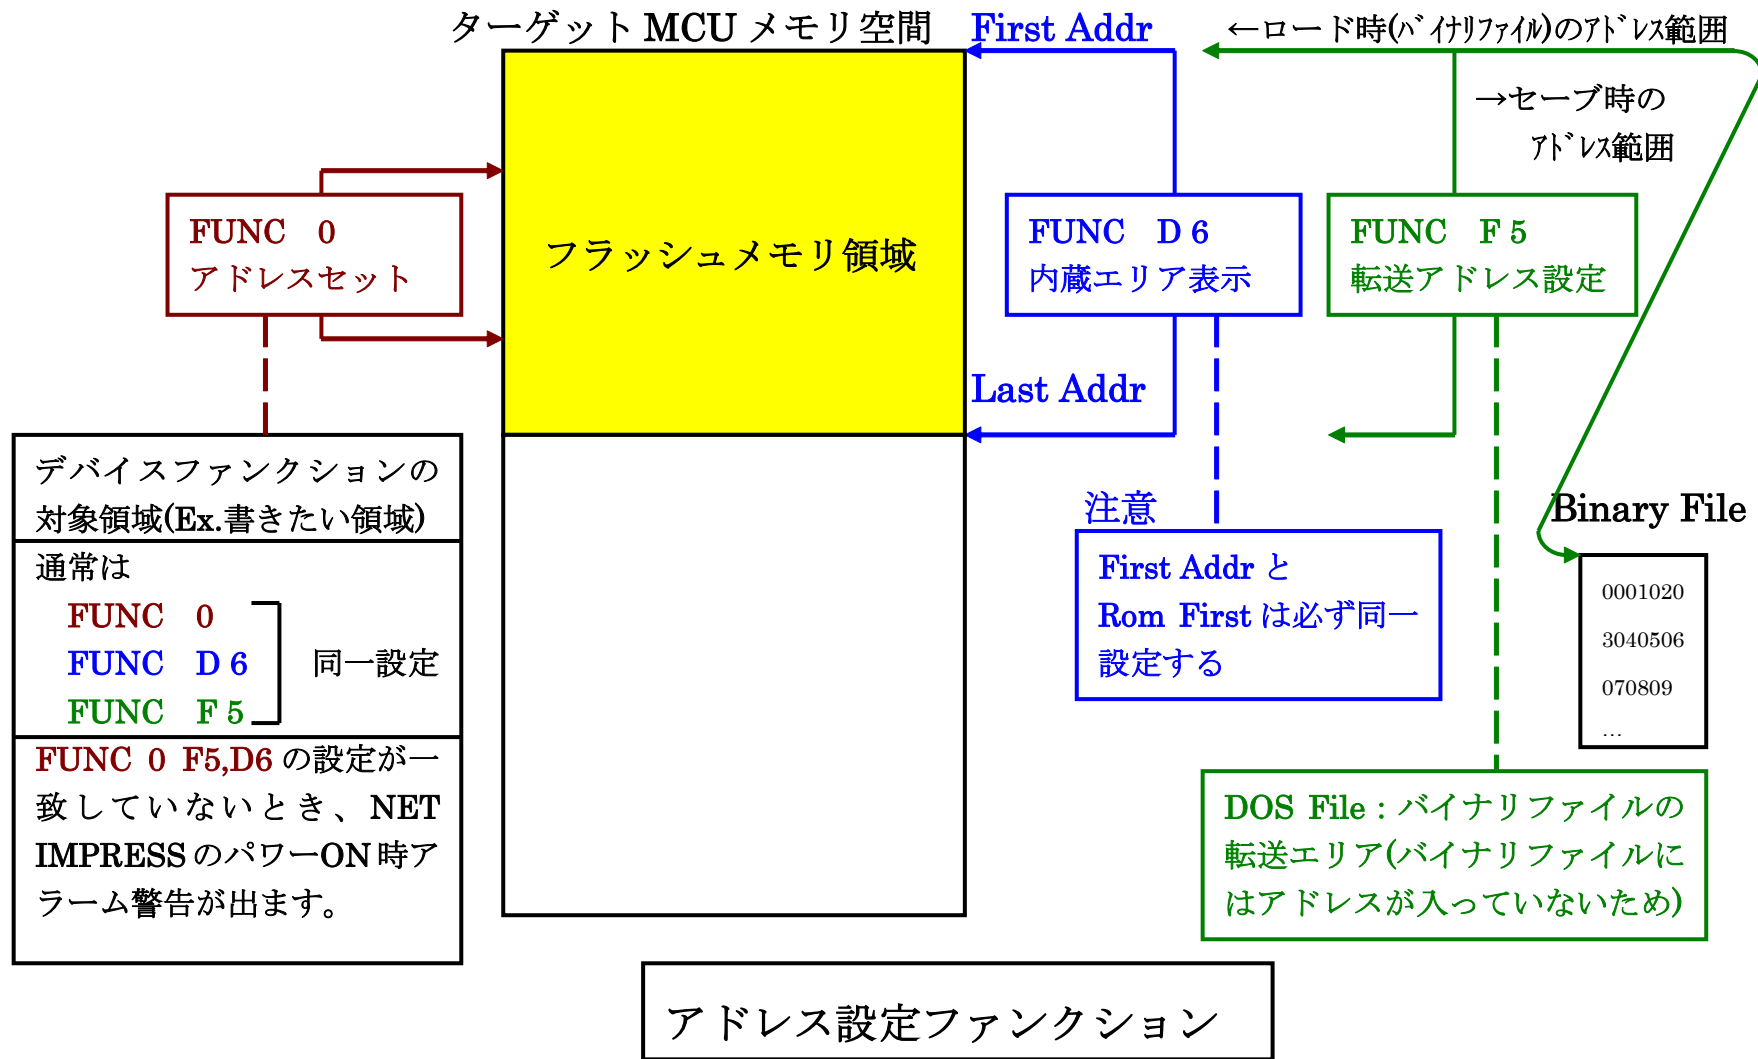 ターゲット MCU メモリ空間
First Addr
←ロード時(ﾊﾞｲﾅﾘﾌｧｲﾙ)のｱﾄﾞﾚｽ範囲
→セーブ時の
ｱﾄﾞﾚｽ範囲
FUNC 0
アドレスセット
フラッシュメモリ領域
FUNC D 6
内蔵エリア表示
FUNC F 5
転送アドレス設定
Last Addr
デバイスファンクションの
対象領域(Ex.書きたい領域)
通常は
FUNC 0
FUNC D 6
同一設定
FUNC F 5
FUNC 0 F5,D6 の設定が一
致していないとき、NET
IMPRESS のパワーON 時ア
ラーム警告が出ます。
注意
First Addr と
Rom First は必ず同一
設定する
Binary File
0001020
3040506
070809
…
DOS File : バイナリファイルの
転送エリア(バイナリファイルに
はアドレスが入っていないため)
アドレス設定ファンクション